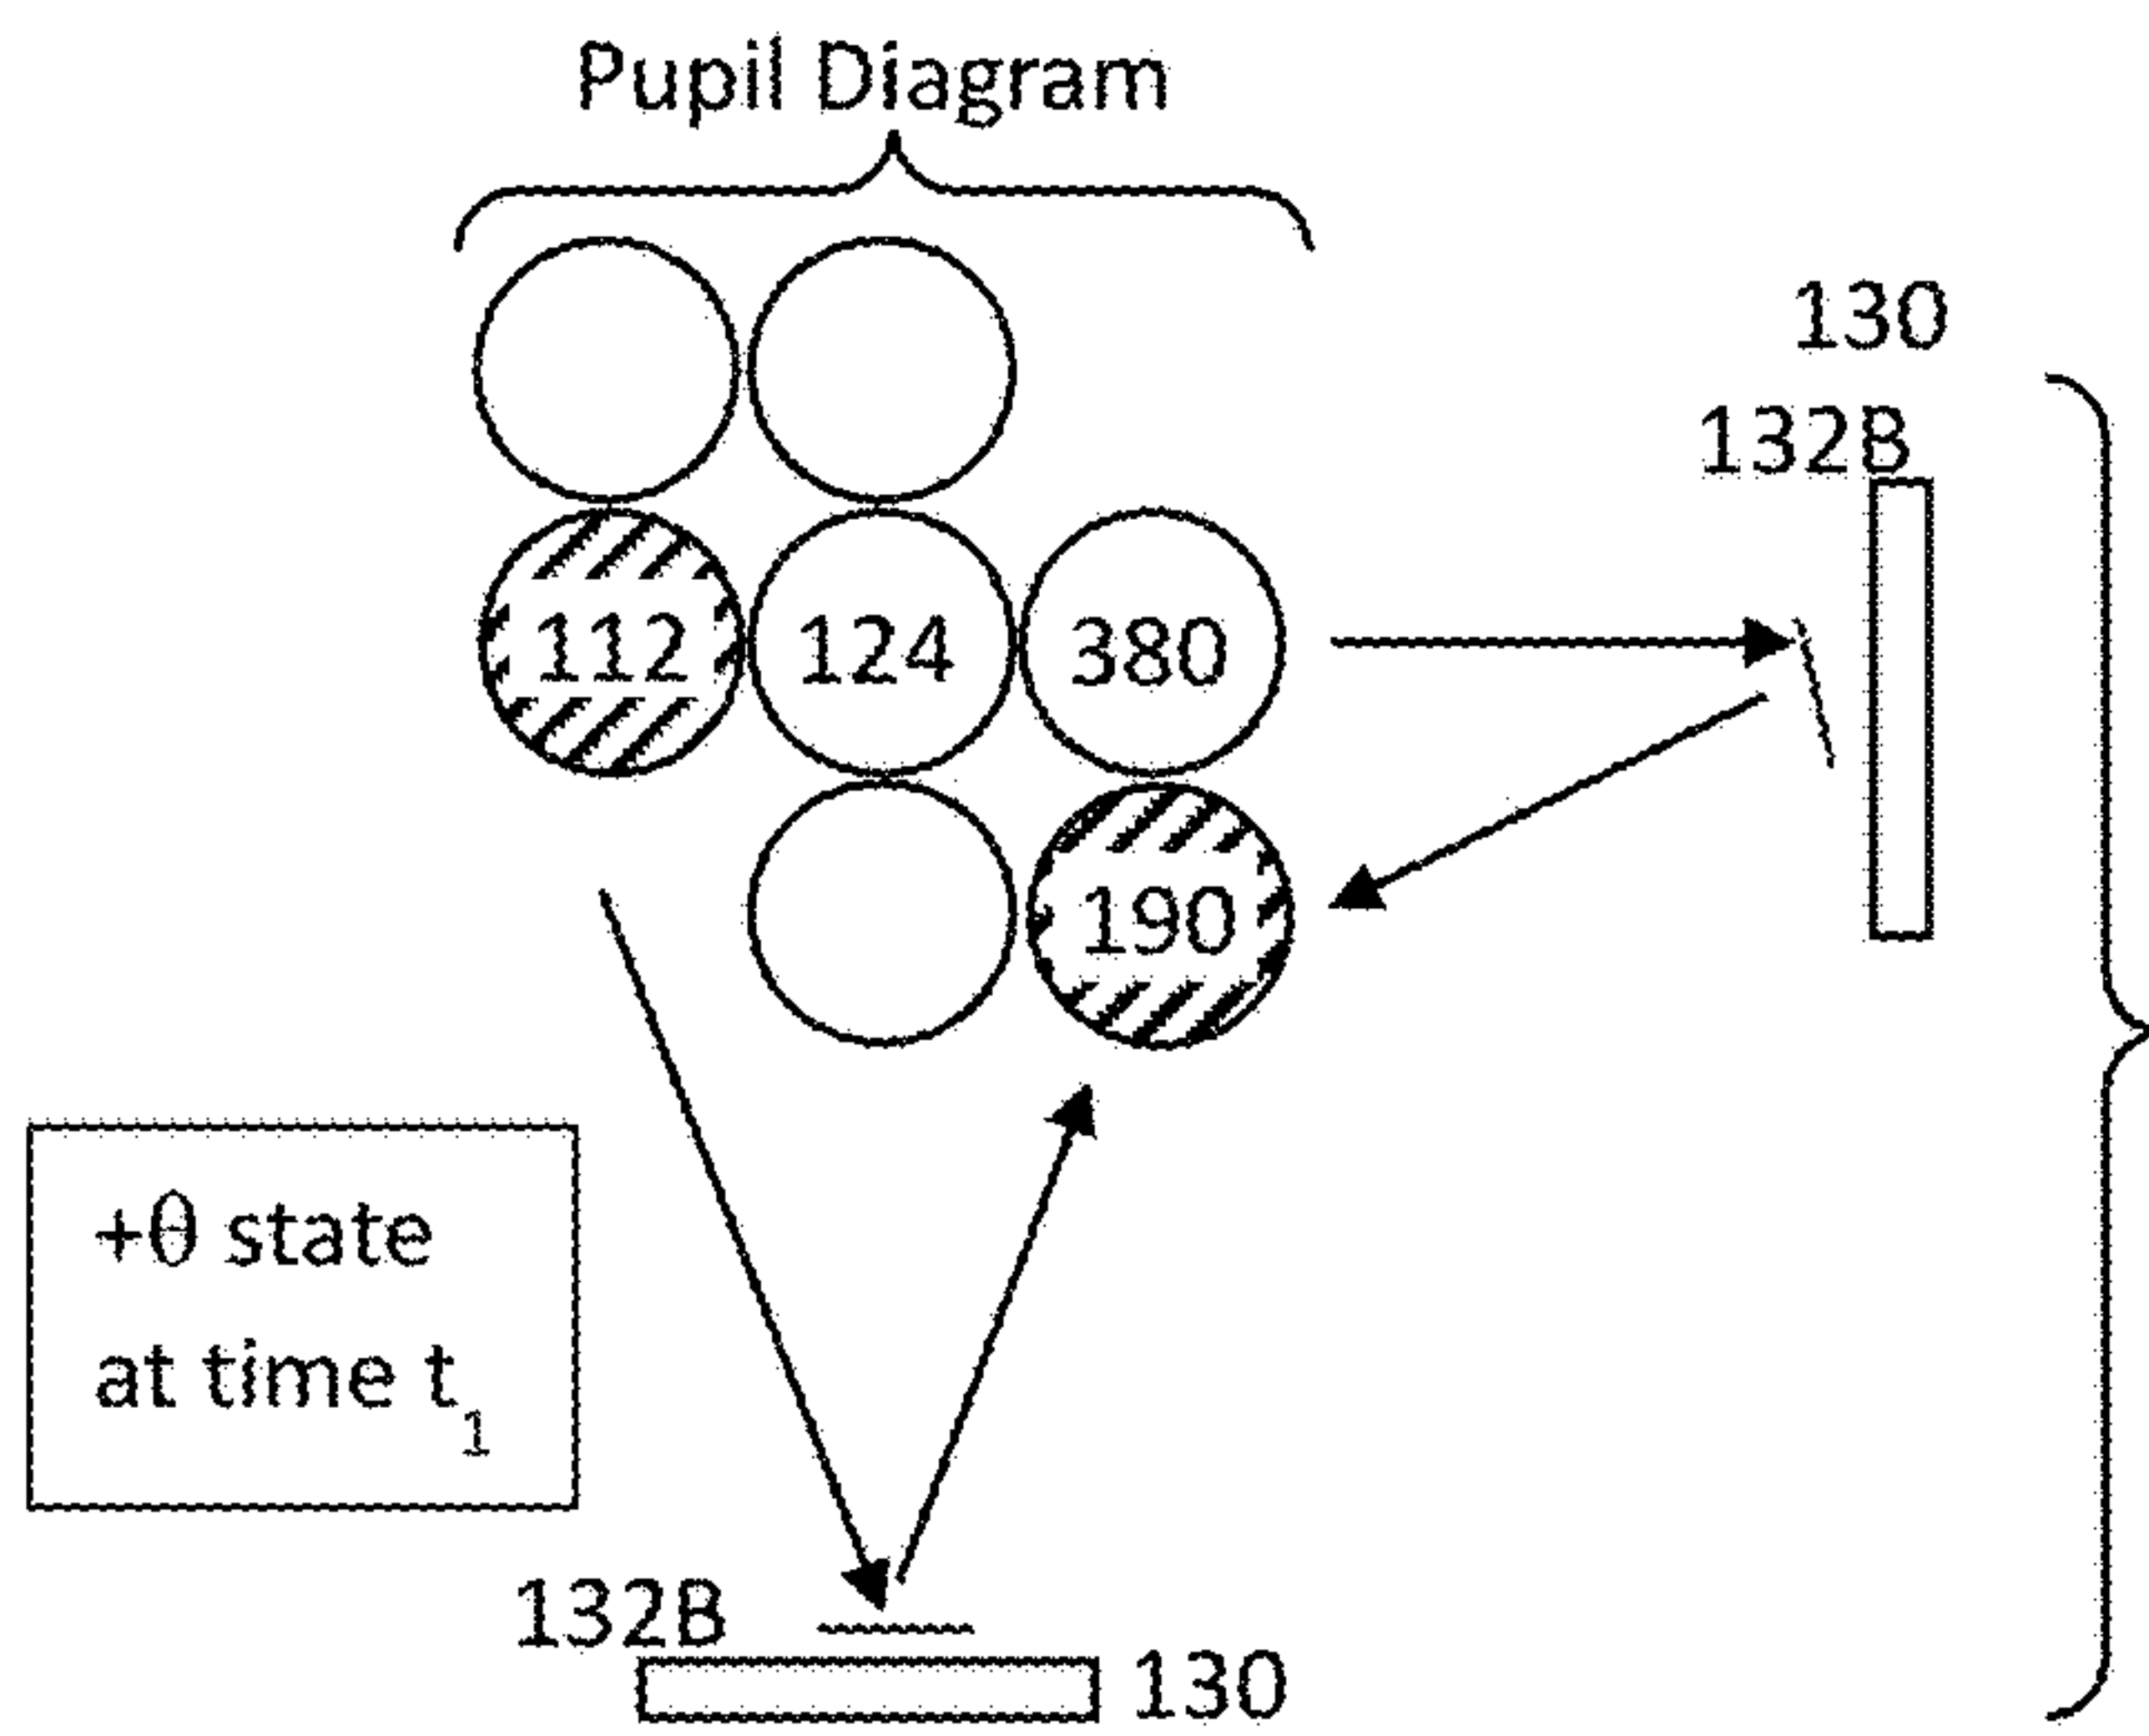 Pupil Diagram
130
132B
112
124
380
190
+θ state
at time t₁
132B
130